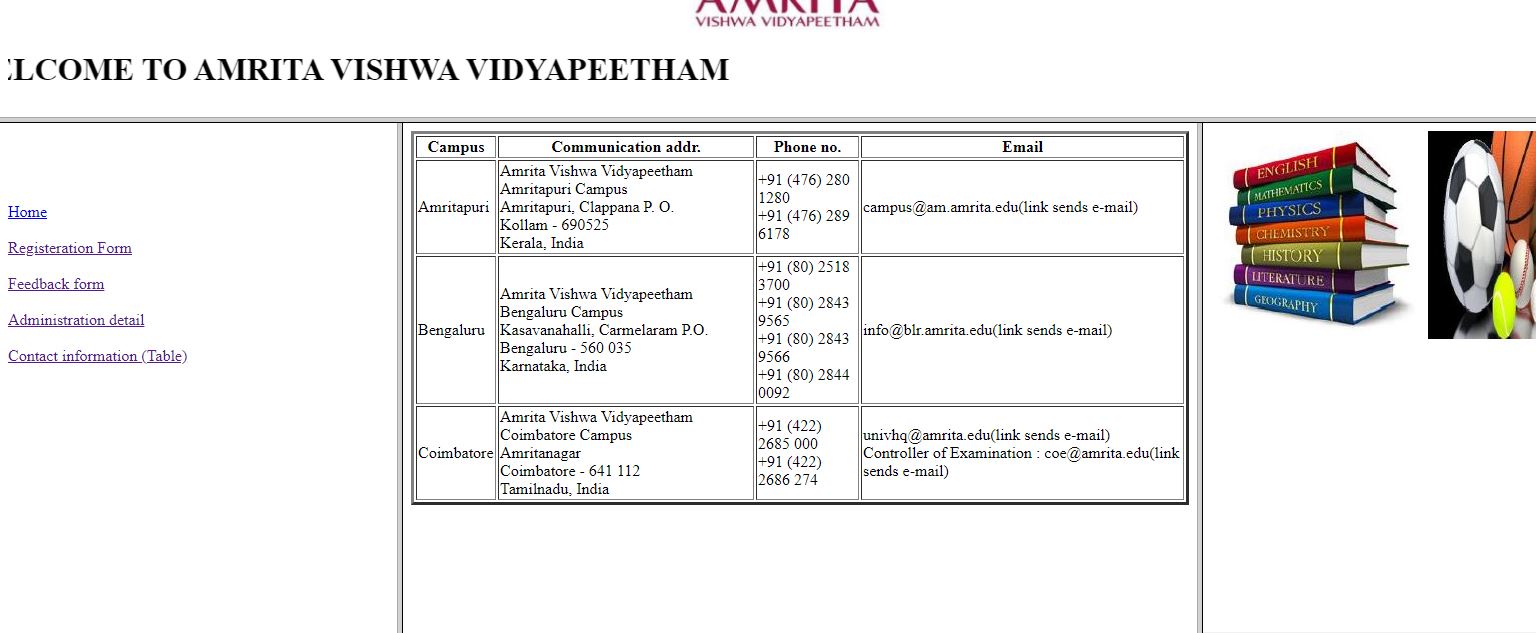 AMRITA
VISHWA VIDYAPEETHAM
ELCOME TO AMRITA VISHWA VIDYAPEETHAM
Home
Registeration Form
Feedback form
Administration detail
Contact information (Table)
Campus Communication addr. Phone no. Email
Amritapuri
Amrita Vishwa Vidyapeetham
Amritapuri Campus
Amritapuri, Clappana P. O.
Kollam - 690525
Kerala, India
+91 (476) 280
1280
+91 (476) 289
6178
campus@am.amrita.edu(link sends e-mail)
Bengaluru
Amrita Vishwa Vidyapeetham
Bengaluru Campus
Kasavanahalli, Carmelaram P.O.
Bengaluru - 560 035
Karnataka, India
+91 (80) 2518
3700
+91 (80) 2843
9565
+91 (80) 2843
9566
+91 (80) 2844
0092
info@blr.amrita.edu(link sends e-mail)
Coimbatore
Amrita Vishwa Vidyapeetham
Coimbatore Campus
Amritanagar
Coimbatore - 641 112
Tamilnadu, India
+91 (422)
2685 000
+91 (422)
2686 274
univhq@amrita.edu(link sends e-mail)
Controller of Examination : coe@amrita.edu(link
sends e-mail)
ENGLISH
MATHEMATICS
PHYSICS
CHEMISTRY
HISTORY
LITERATURE
GEOGRAPHY